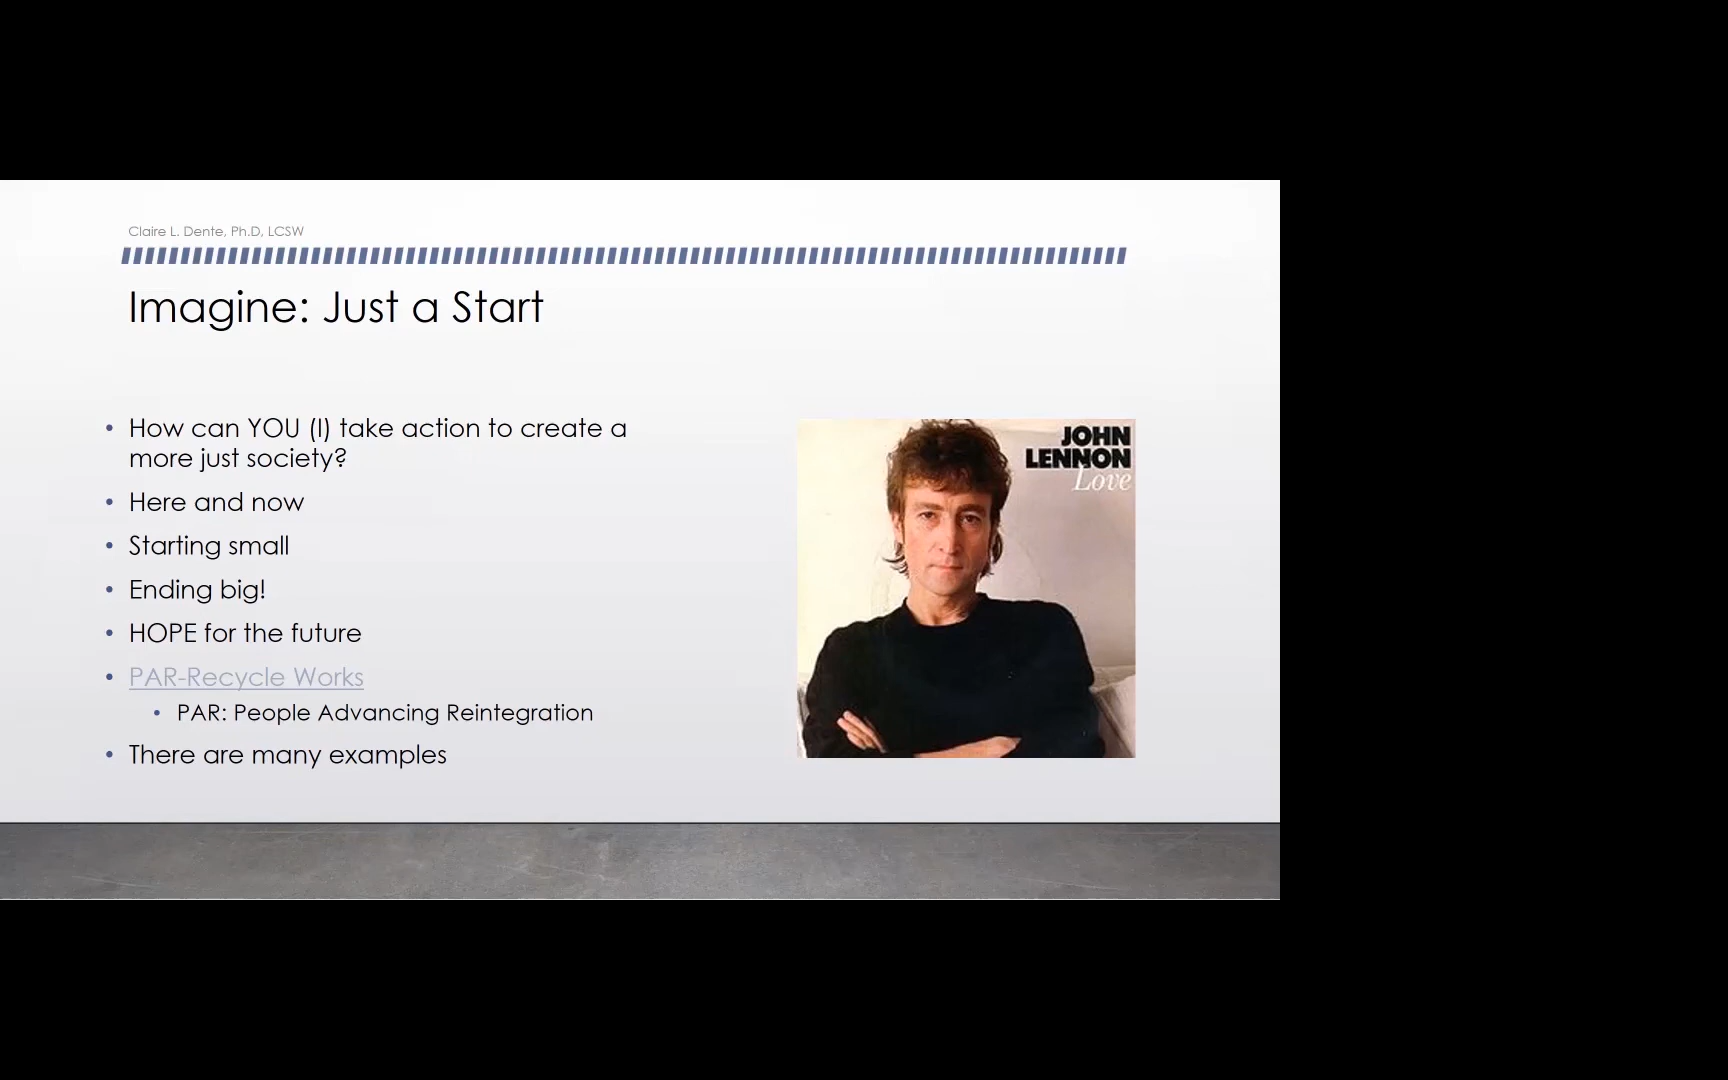 Claire L. Dente, Ph.D, LCSW
Imagine: Just a Start
How can YOU (I) take action to create a
more just society?
Here and now
Starting small
Ending big!
HOPE for the future
PAR-Recycle Works
PAR: People Advancing Reintegration
There are many examples
JOHN
LENNON
Love